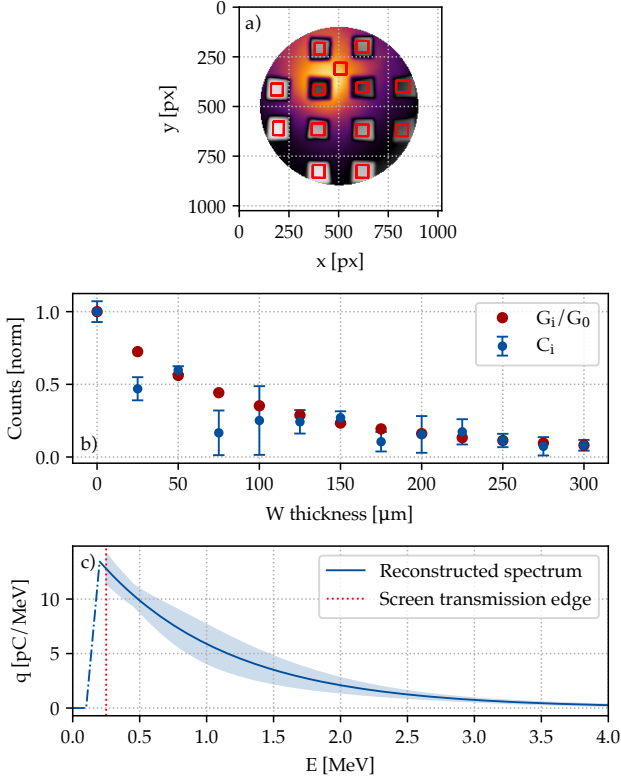 a)
0
250
500
750
1000
y [px]
0 250 500 750 1000
x [px]
1.0
0.5
0.0
Counts [norm]
b)
G_i/G_0
C_i
0 50 100 150 200 250 300
W thickness [μm]
c)
10
5
0
q [pC/MeV]
Reconstructed spectrum
Screen transmission edge
0.0 0.5 1.0 1.5 2.0 2.5 3.0 3.5 4.0
E [MeV]